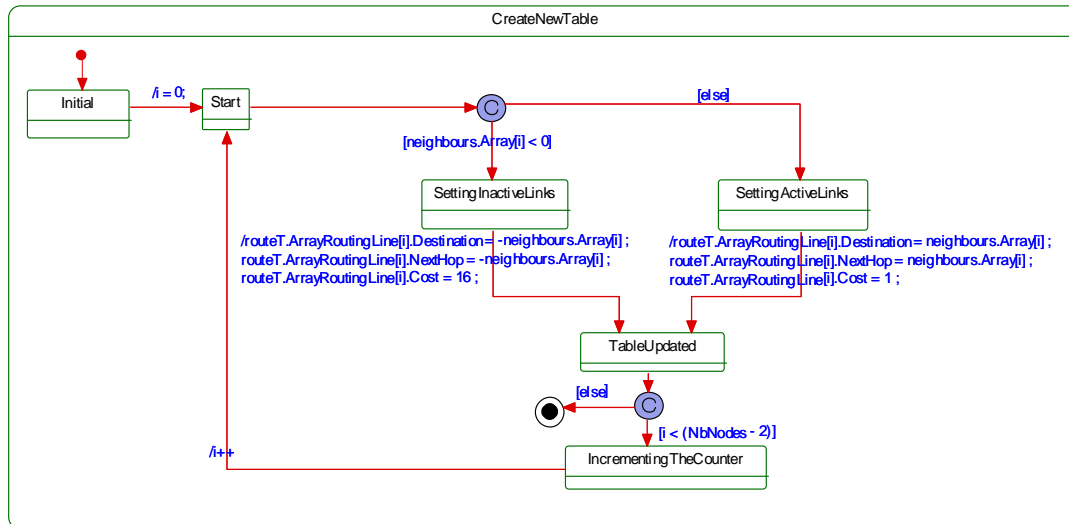 CreateNewTable
Initial
/i = 0;
Start
C
[else]
[neighbours.Array[i] < 0]
SettingInactiveLinks
SettingActiveLinks
/routeT.ArrayRoutingLine[i].Destination = -neighbours.Array[i] ;
routeT.ArrayRoutingLine[i].NextHop = -neighbours.Array[i] ;
routeT.ArrayRoutingLine[i].Cost = 16 ;
/routeT.ArrayRoutingLine[i].Destination = neighbours.Array[i] ;
routeT.ArrayRoutingLine[i].NextHop = neighbours.Array[i] ;
routeT.ArrayRoutingLine[i].Cost = 1 ;
TableUpdated
[else]
C
[i < (NbNodes - 2)]
/i++
IncrementingTheCounter